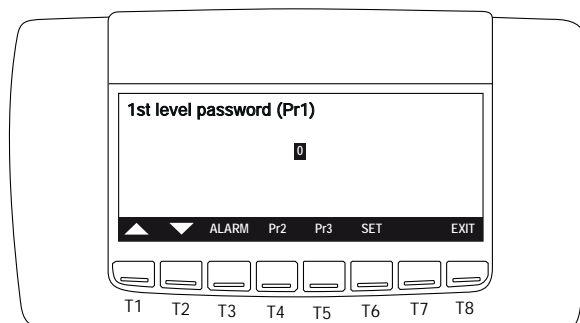 1st level password (Pr1)
0
ALARM Pr2 Pr3 SET EXIT
T1 T2 T3 T4 T5 T6 T7 T8